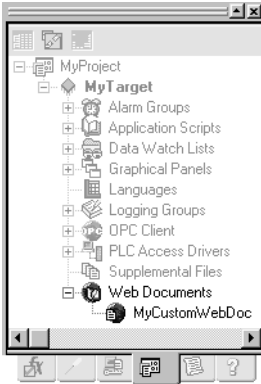 MyProject
MyTarget
Alarm Groups
Application Scripts
Data Watch Lists
Graphical Panels
Languages
Logging Groups
OPC Client
PLC Access Drivers
Supplemental Files
Web Documents
MyCustomWebDoc